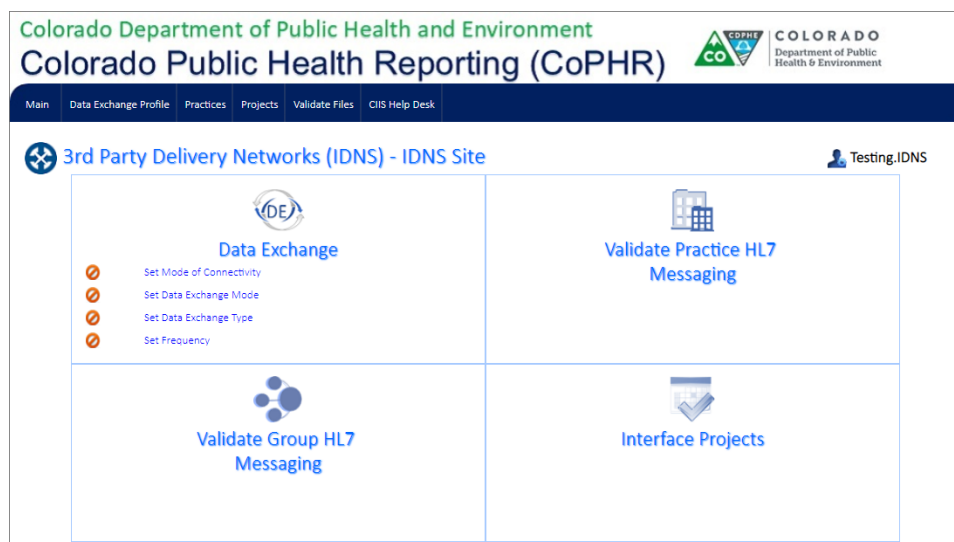 Colorado Department of Public Health and Environment
Colorado Public Health Reporting (CoPHR)
CO
CDPHE
COLORADO
Department of Public
Health & Environment
Main Data Exchange Profile Practices Projects Validate Files CIIS Help Desk
3rd Party Delivery Networks (IDNS) - IDNS Site
Testing.IDNS
DE
Data Exchange
Set Mode of Connectivity
Set Data Exchange Mode
Set Data Exchange Type
Set Frequency
Validate Practice HL7
Messaging
Validate Group HL7
Messaging
Interface Projects